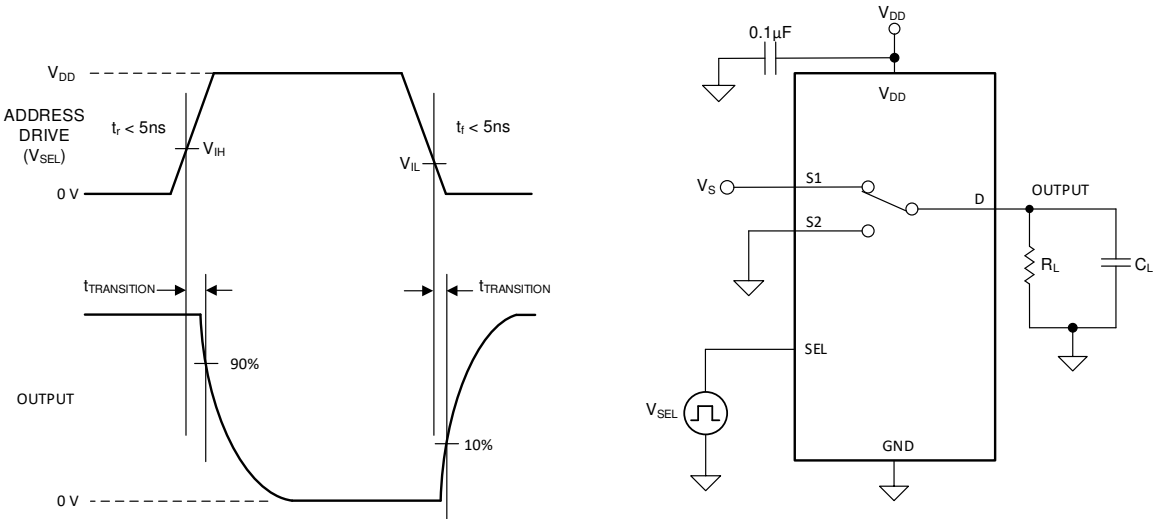 V_DD
ADDRESS
DRIVE
(V_SEL)
t_r < 5ns
V_IH
t_f < 5ns
V_IL
0 V
t_TRANSITION
t_TRANSITION
90%
OUTPUT
10%
0 V
V_DD
0.1µF
V_DD
V_S
S1
D
OUTPUT
S2
R_L
C_L
SEL
V_SEL
GND